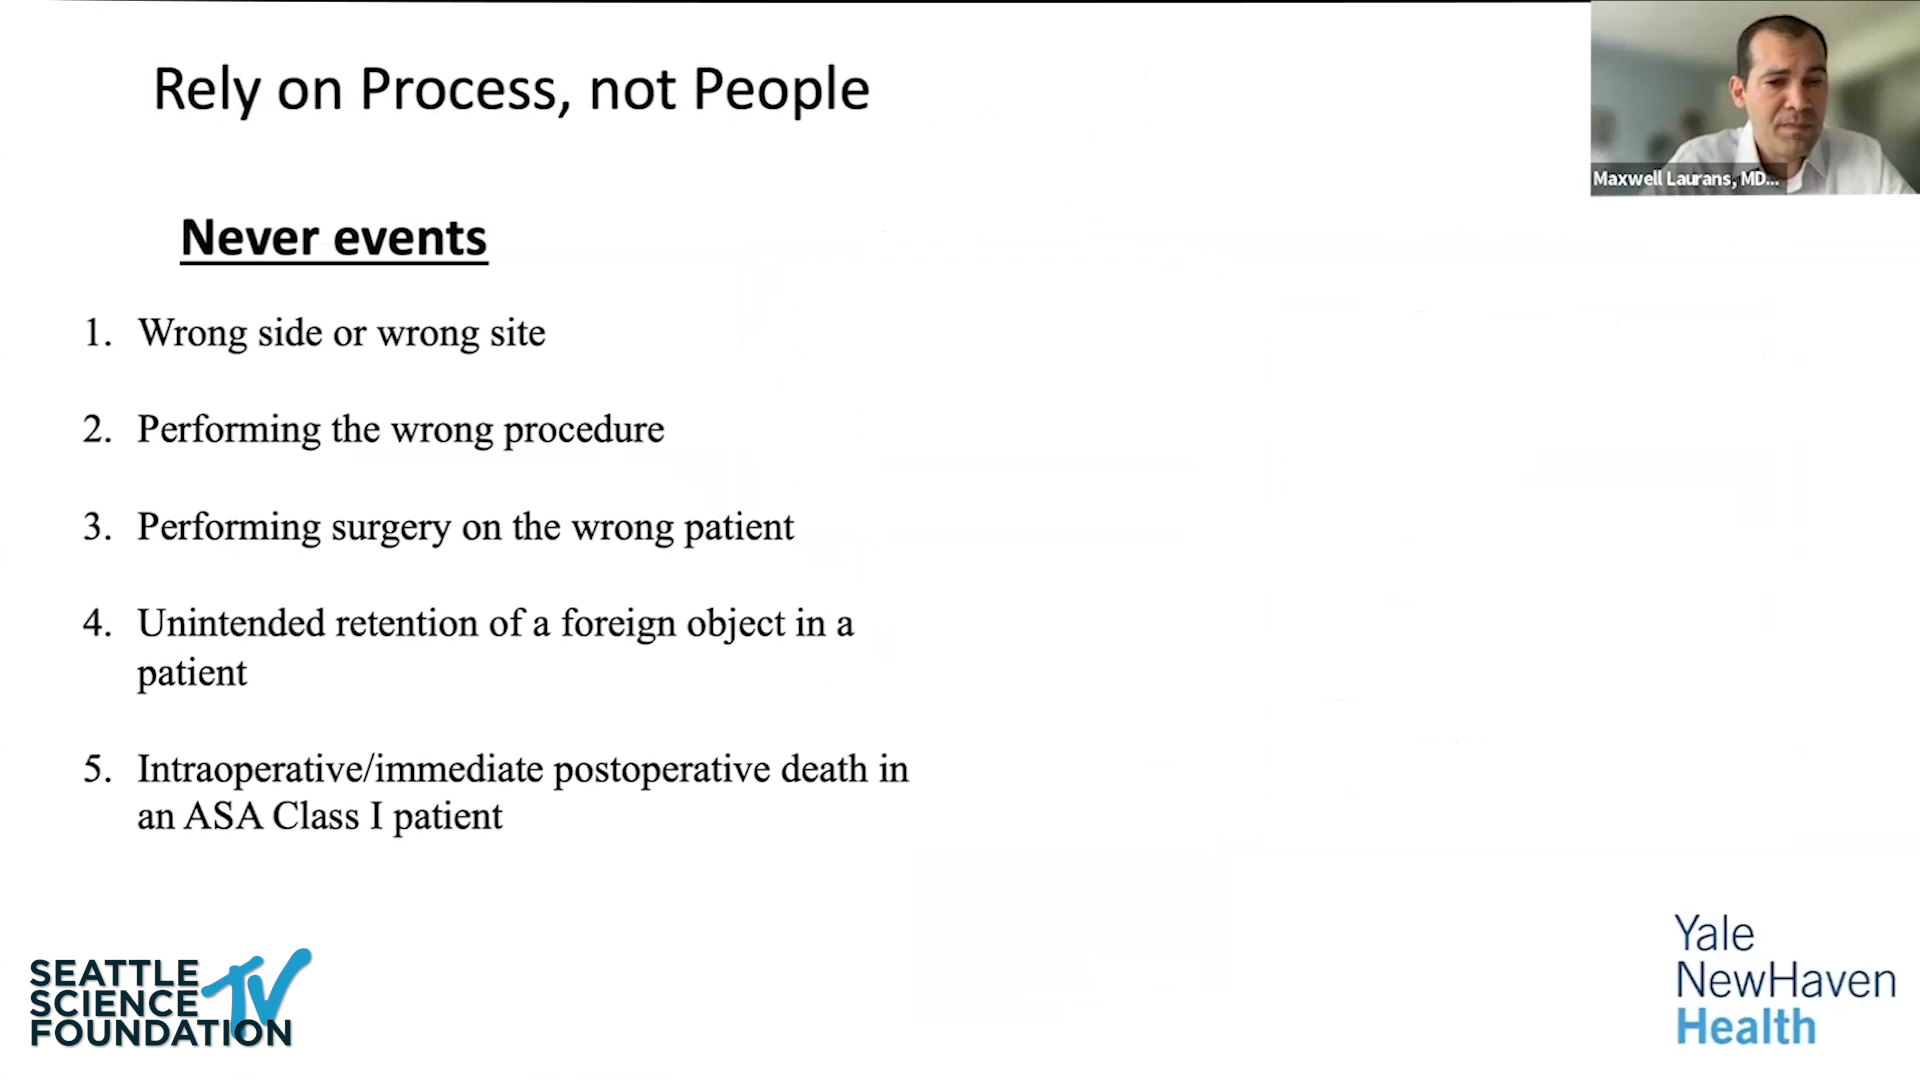 Rely on Process, not People
Maxwell Laurans, MD...
Never events
1. Wrong side or wrong site
2. Performing the wrong procedure
3. Performing surgery on the wrong patient
4. Unintended retention of a foreign object in a
patient
5. Intraoperative/immediate postoperative death in
an ASA Class I patient
SEATTLE
SCIENCE
FOUNDATION
TV
Yale
NewHaven
Health